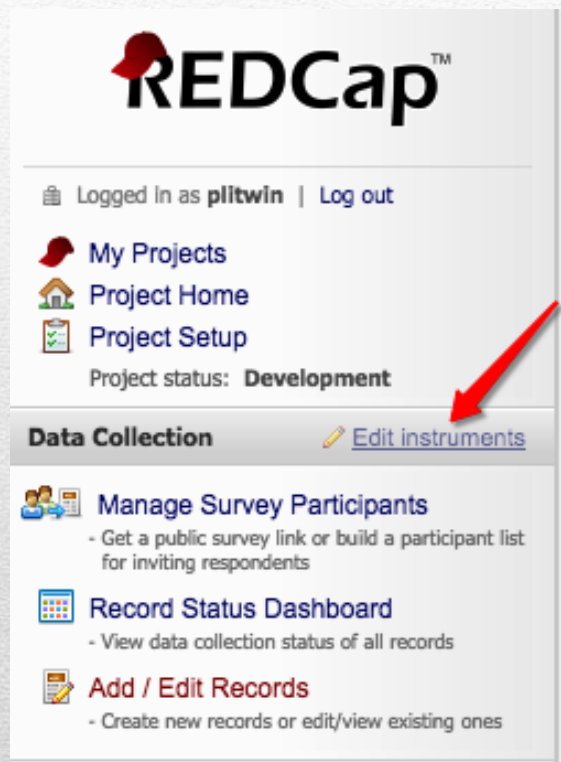 REDCap™
Logged in as plitwin | Log out
My Projects
Project Home
Project Setup
Project status: Development
Data Collection Edit instruments
Manage Survey Participants
- Get a public survey link or build a participant list
for inviting respondents
Record Status Dashboard
- View data collection status of all records
Add / Edit Records
- Create new records or edit/view existing ones